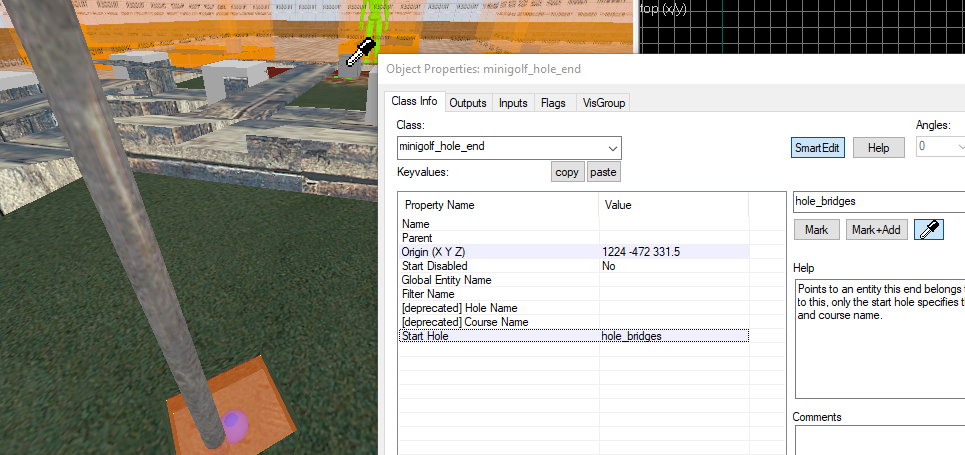 top (x/y)
Object Properties: minigolf_hole_end
Class Info Outputs Inputs Flags VisGroup
Class:
Angles:
minigolf_hole_end
SmartEdit Help 0
Keyvalues: copy paste
Property Name Value
hole_bridges
Name
Parent
Mark Mark+Add
Origin (X Y Z) 1224 -472 331.5
Start Disabled No
Help
Global Entity Name
Filter Name
Points to an entity this end belongs
[deprecated] Hole Name
to this, only the start hole specifies
[deprecated] Course Name
and course name.
Start Hole hole_bridges
Comments